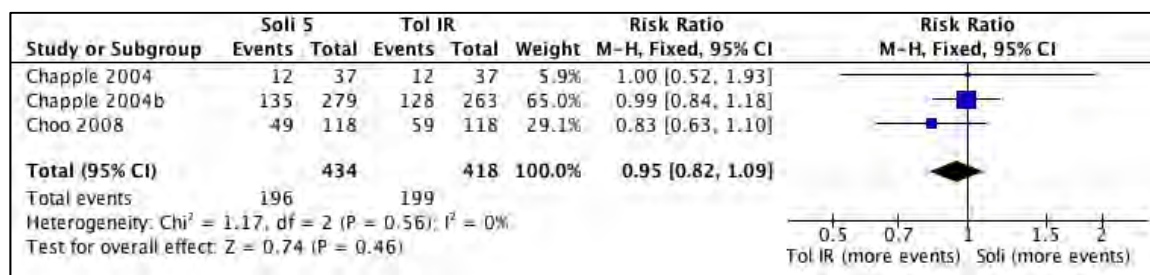 Soli 5 Tol IR Risk Ratio Risk Ratio
Study or Subgroup Events Total Events Total Weight M-H, Fixed, 95% CI M-H, Fixed, 95% CI
Chapple 2004 12 37 12 37 5.9% 1.00 [0.52, 1.93]
Chapple 2004b 135 279 128 263 65.0% 0.99 [0.84, 1.18]
Choo 2008 49 118 59 118 29.1% 0.83 [0.63, 1.10]
Total (95% CI) 434 418 100.0% 0.95 [0.82, 1.09]
Total events 196 199
Heterogeneity: Chi² = 1.17, df = 2 (P = 0.56); I² = 0%
Test for overall effect: Z = 0.74 (P = 0.46)
0.5 0.7 1 1.5 2
Tol IR (more events) Soli (more events)